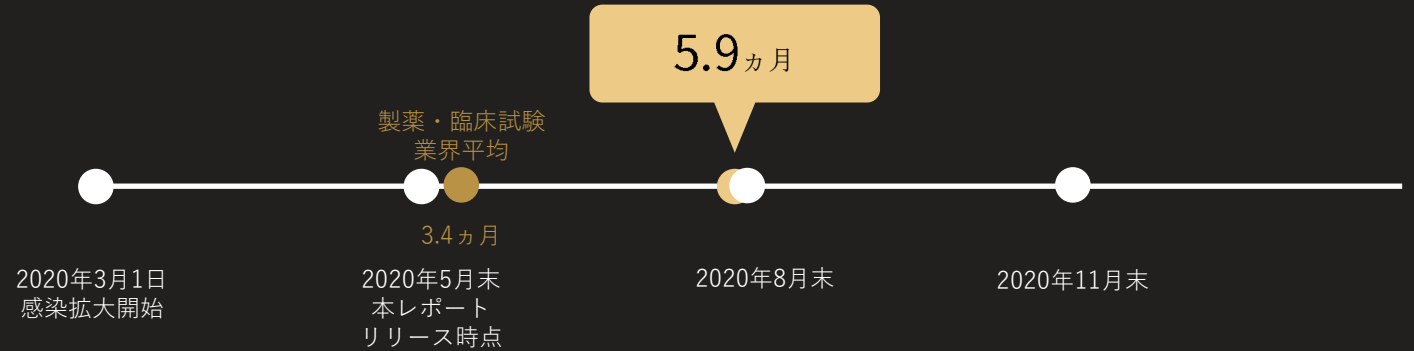 5.9ヵ月
製薬・臨床試験
業界平均
3.4ヵ月
2020年3月1日
感染拡大開始
2020年5月末
本レポート
リリース時点
2020年8月末
2020年11月末